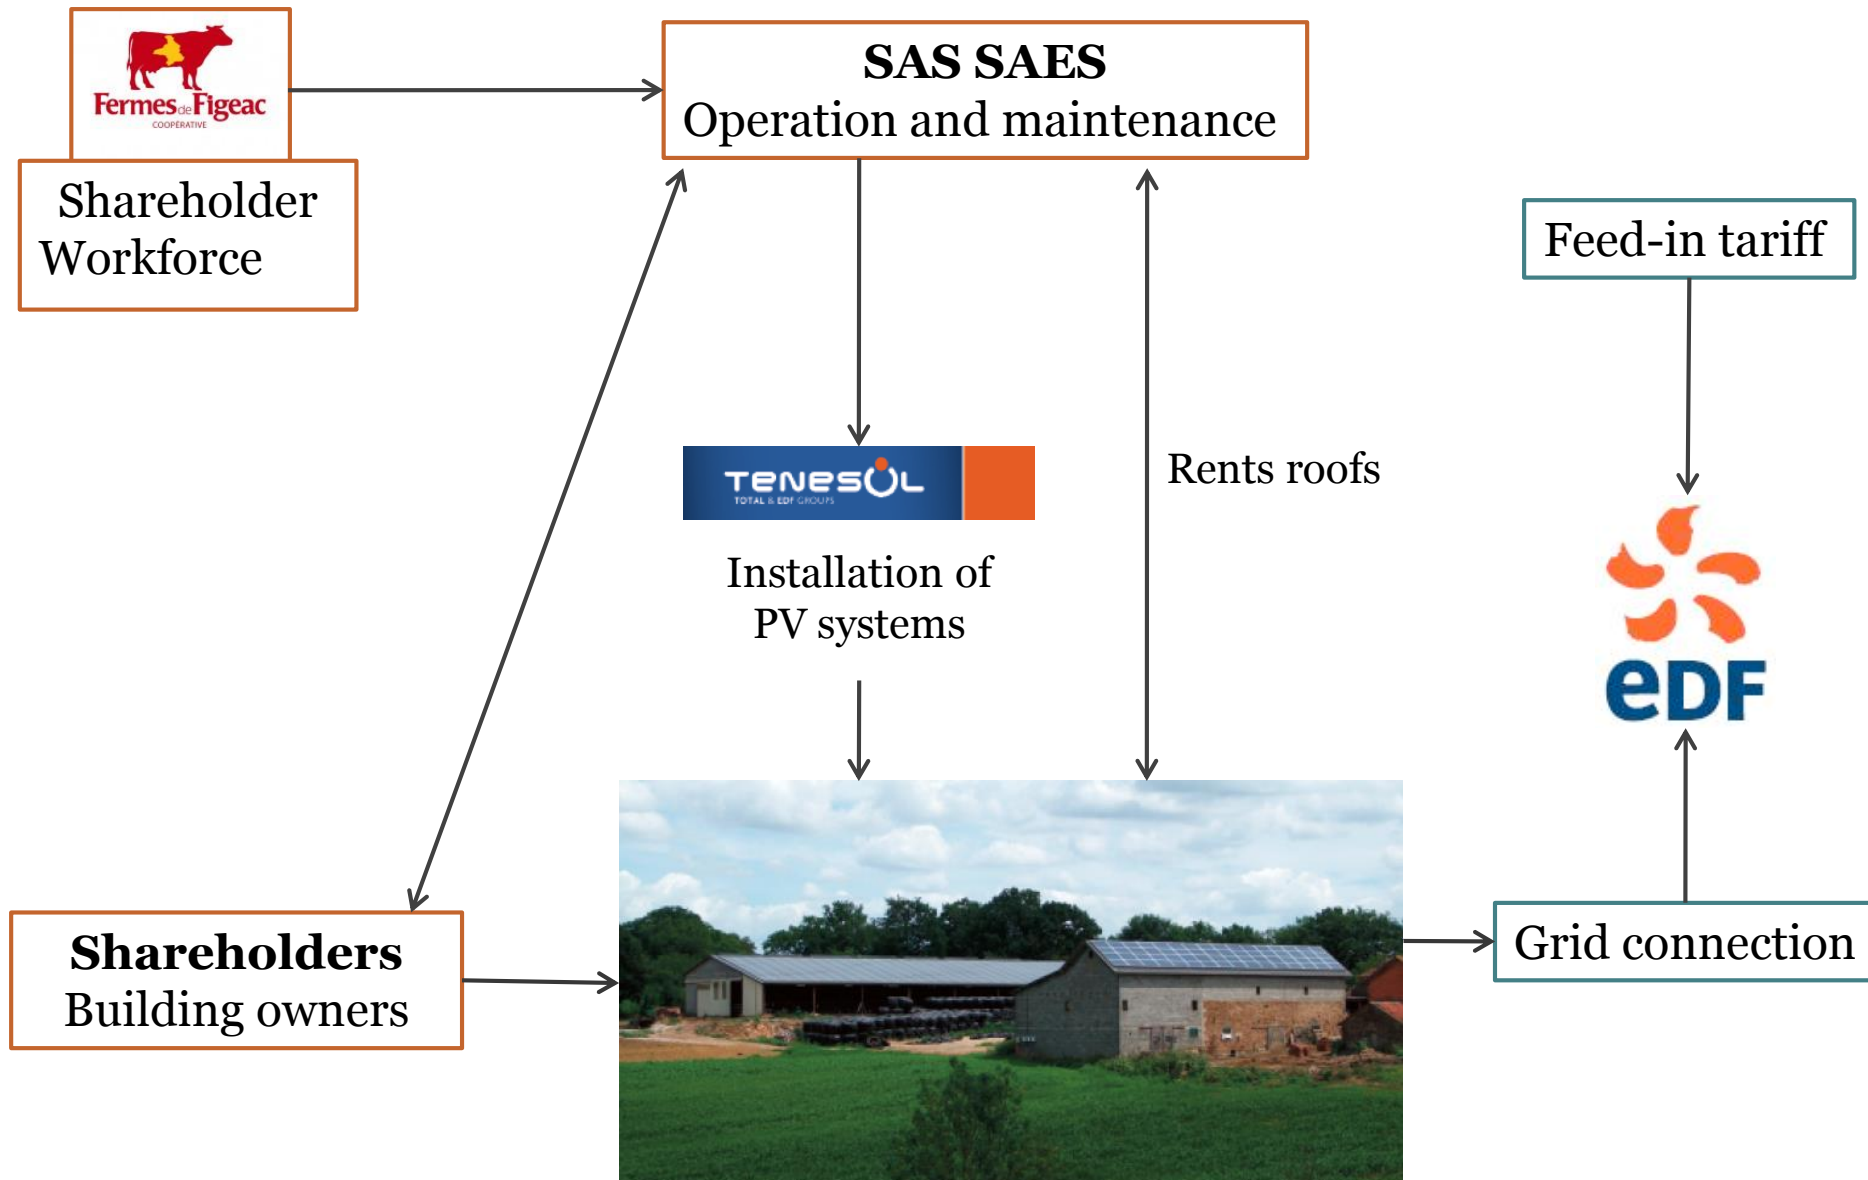 Fermes de Figeac
COOPÉRATIVE
Shareholder
Workforce
SAS SAES
Operation and maintenance
Feed-in tariff
TENESOL
TOTAL & EDF GROUPS
Rents roofs
Installation of
PV systems
eDF
Shareholders
Building owners
Grid connection